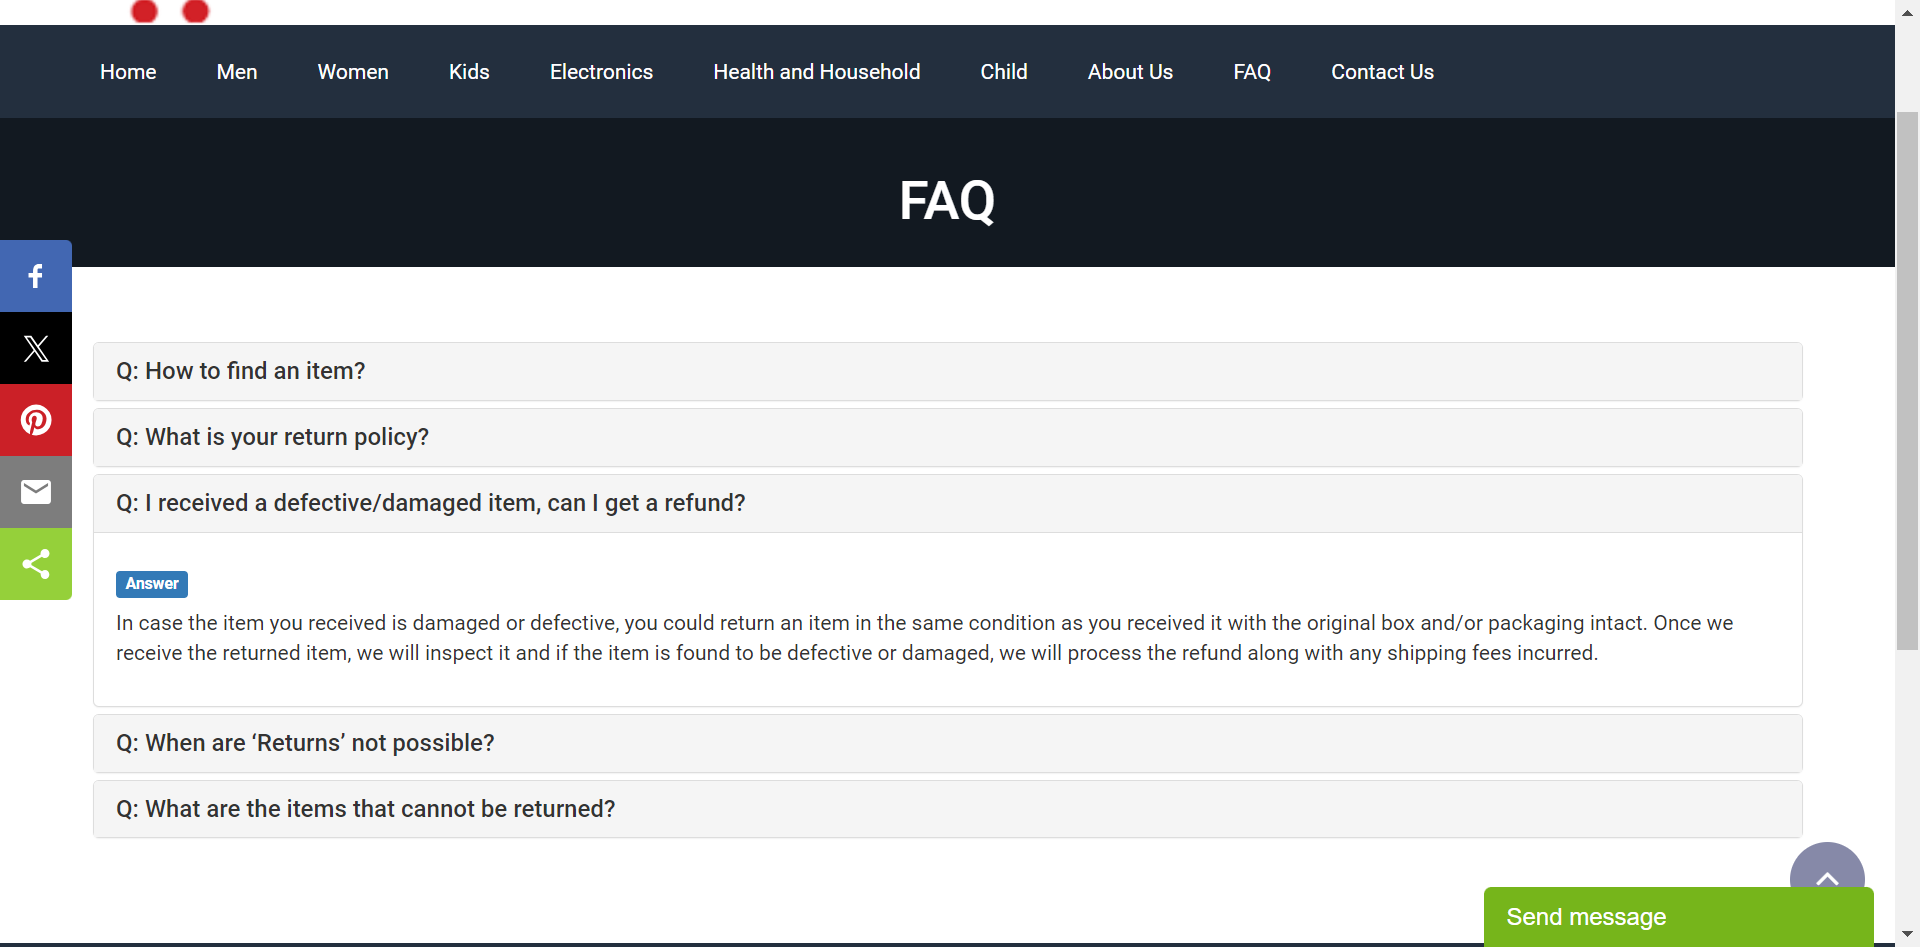 Home Men Women Kids Electronics Health and Household Child About Us FAQ Contact Us
FAQ
Q: How to find an item?
Q: What is your return policy?
Q: I received a defective/damaged item, can I get a refund?
Answer
In case the item you received is damaged or defective, you could return an item in the same condition as you received it with the original box and/or packaging intact. Once we
receive the returned item, we will inspect it and if the item is found to be defective or damaged, we will process the refund along with any shipping fees incurred.
Q: When are ‘Returns’ not possible?
Q: What are the items that cannot be returned?
Send message